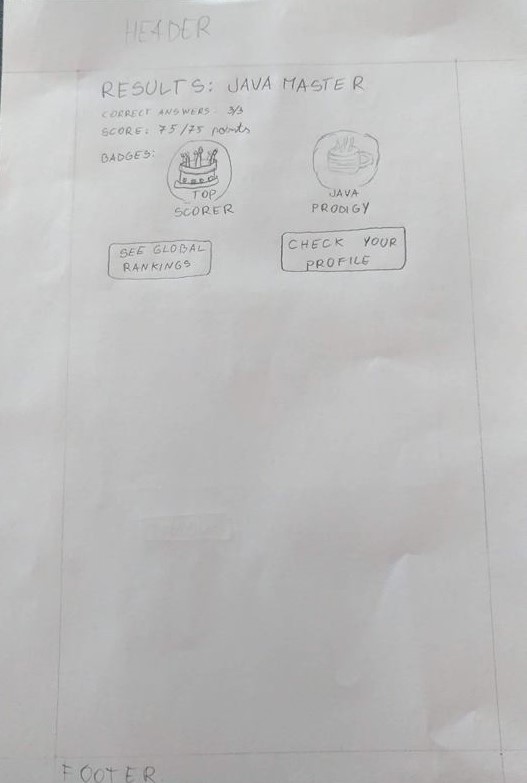 HEADER
RESULTS: JAVA MASTER
CORRECT ANSWERS: 3/3
SCORE: 75/75 points
BADGES:
TOP
SCORER
JAVA
PRODIGY
SEE GLOBAL
RANKINGS
CHECK YOUR
PROFILE
FOOTER